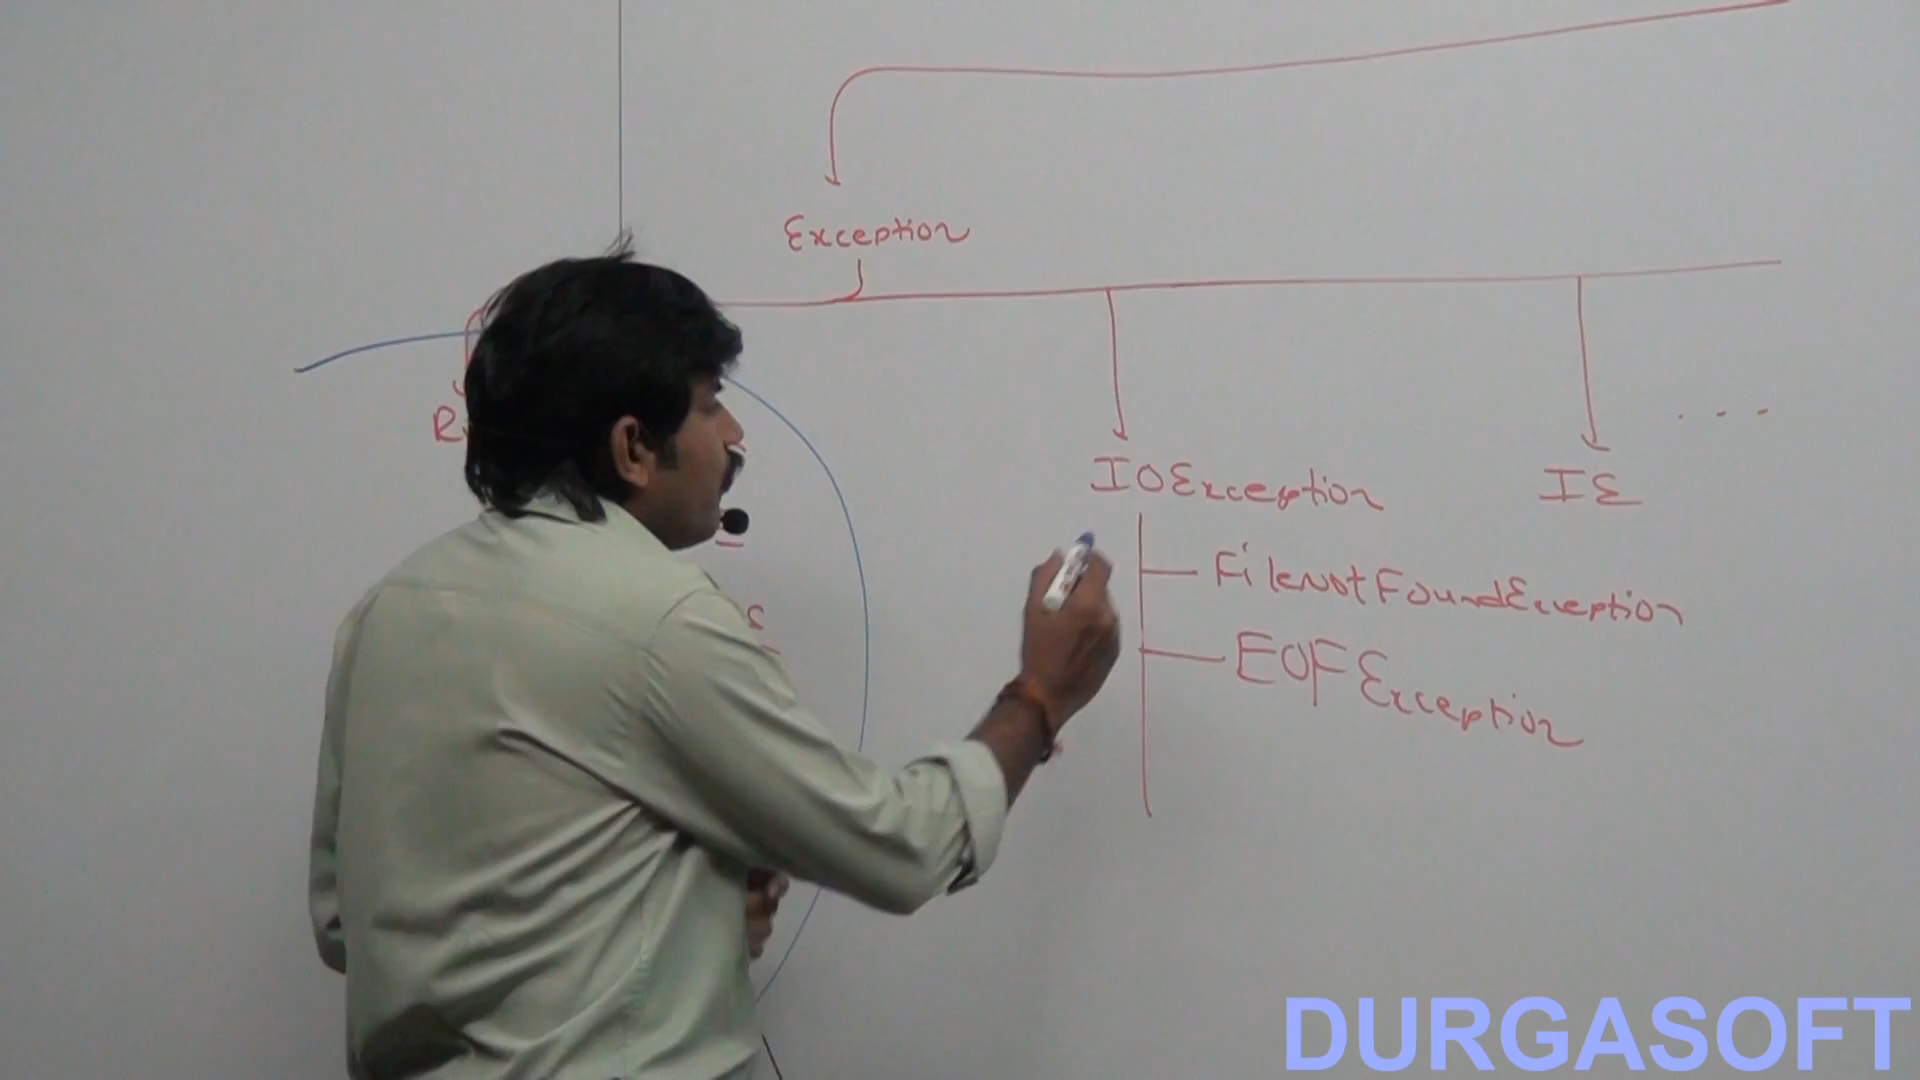 Exception
IOException
IE
. . .
FileNotFoundException
EOFException
DURGASOFT